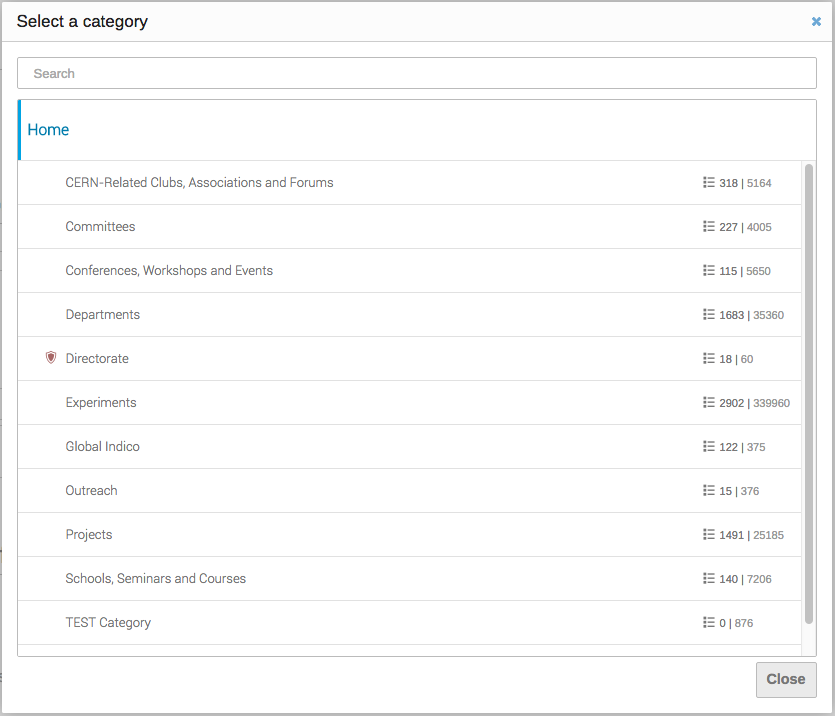 Select a category
Search
Home
CERN-Related Clubs, Associations and Forums 318 | 5164
Committees 227 | 4005
Conferences, Workshops and Events 115 | 5650
Departments 1683 | 35360
Directorate 18 | 60
Experiments 2902 | 339960
Global Indico 122 | 375
Outreach 15 | 376
Projects 1491 | 25185
Schools, Seminars and Courses 140 | 7206
TEST Category 0 | 876
Close